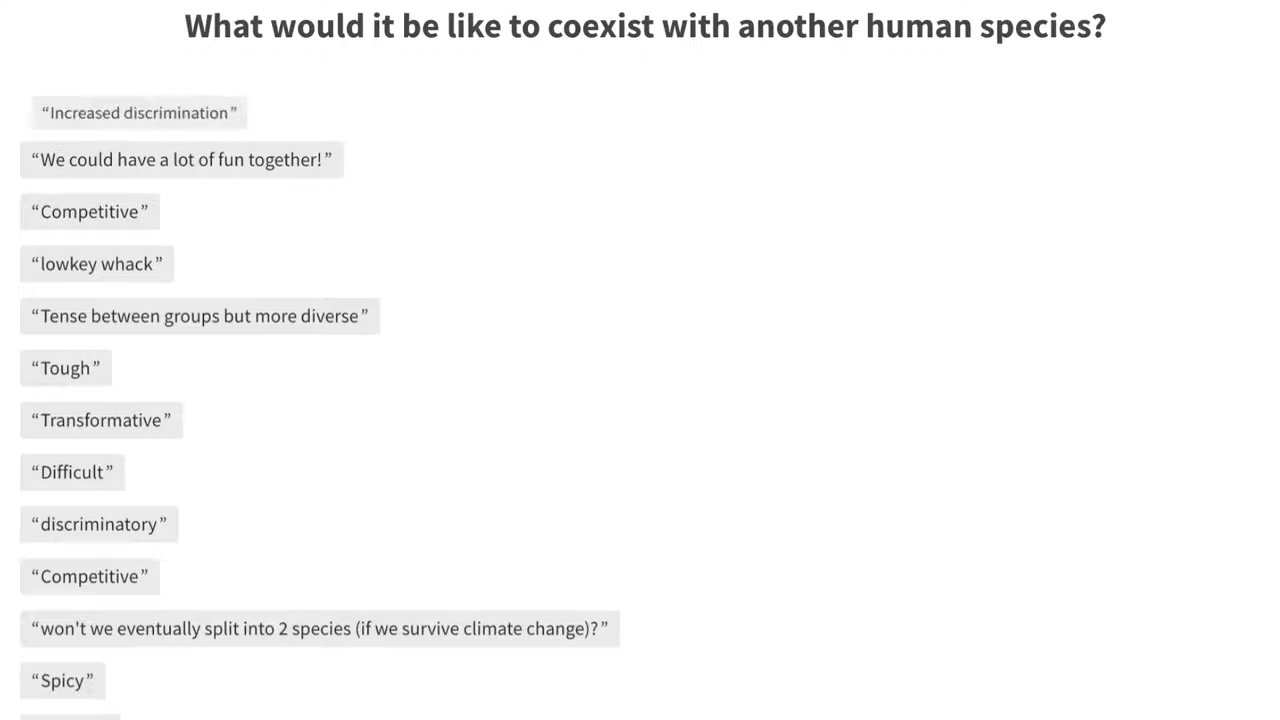 What would it be like to coexist with another human species?
“Increased discrimination”
“We could have a lot of fun together!”
“Competitive”
“lowkey whack”
“Tense between groups but more diverse”
“Tough”
“Transformative”
“Difficult”
“discriminatory”
“Competitive”
“won't we eventually split into 2 species (if we survive climate change)?”
“Spicy”